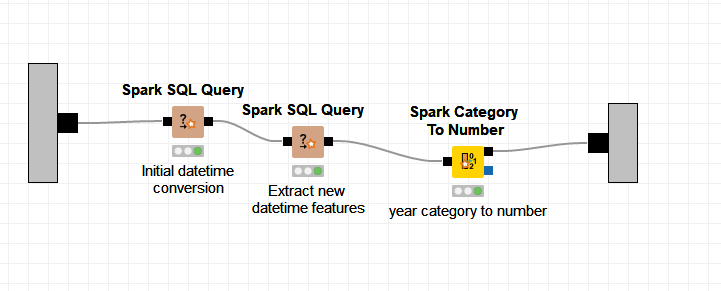 Spark SQL Query
Initial datetime
conversion
Spark SQL Query
Extract new
datetime features
Spark Category
To Number
year category to number